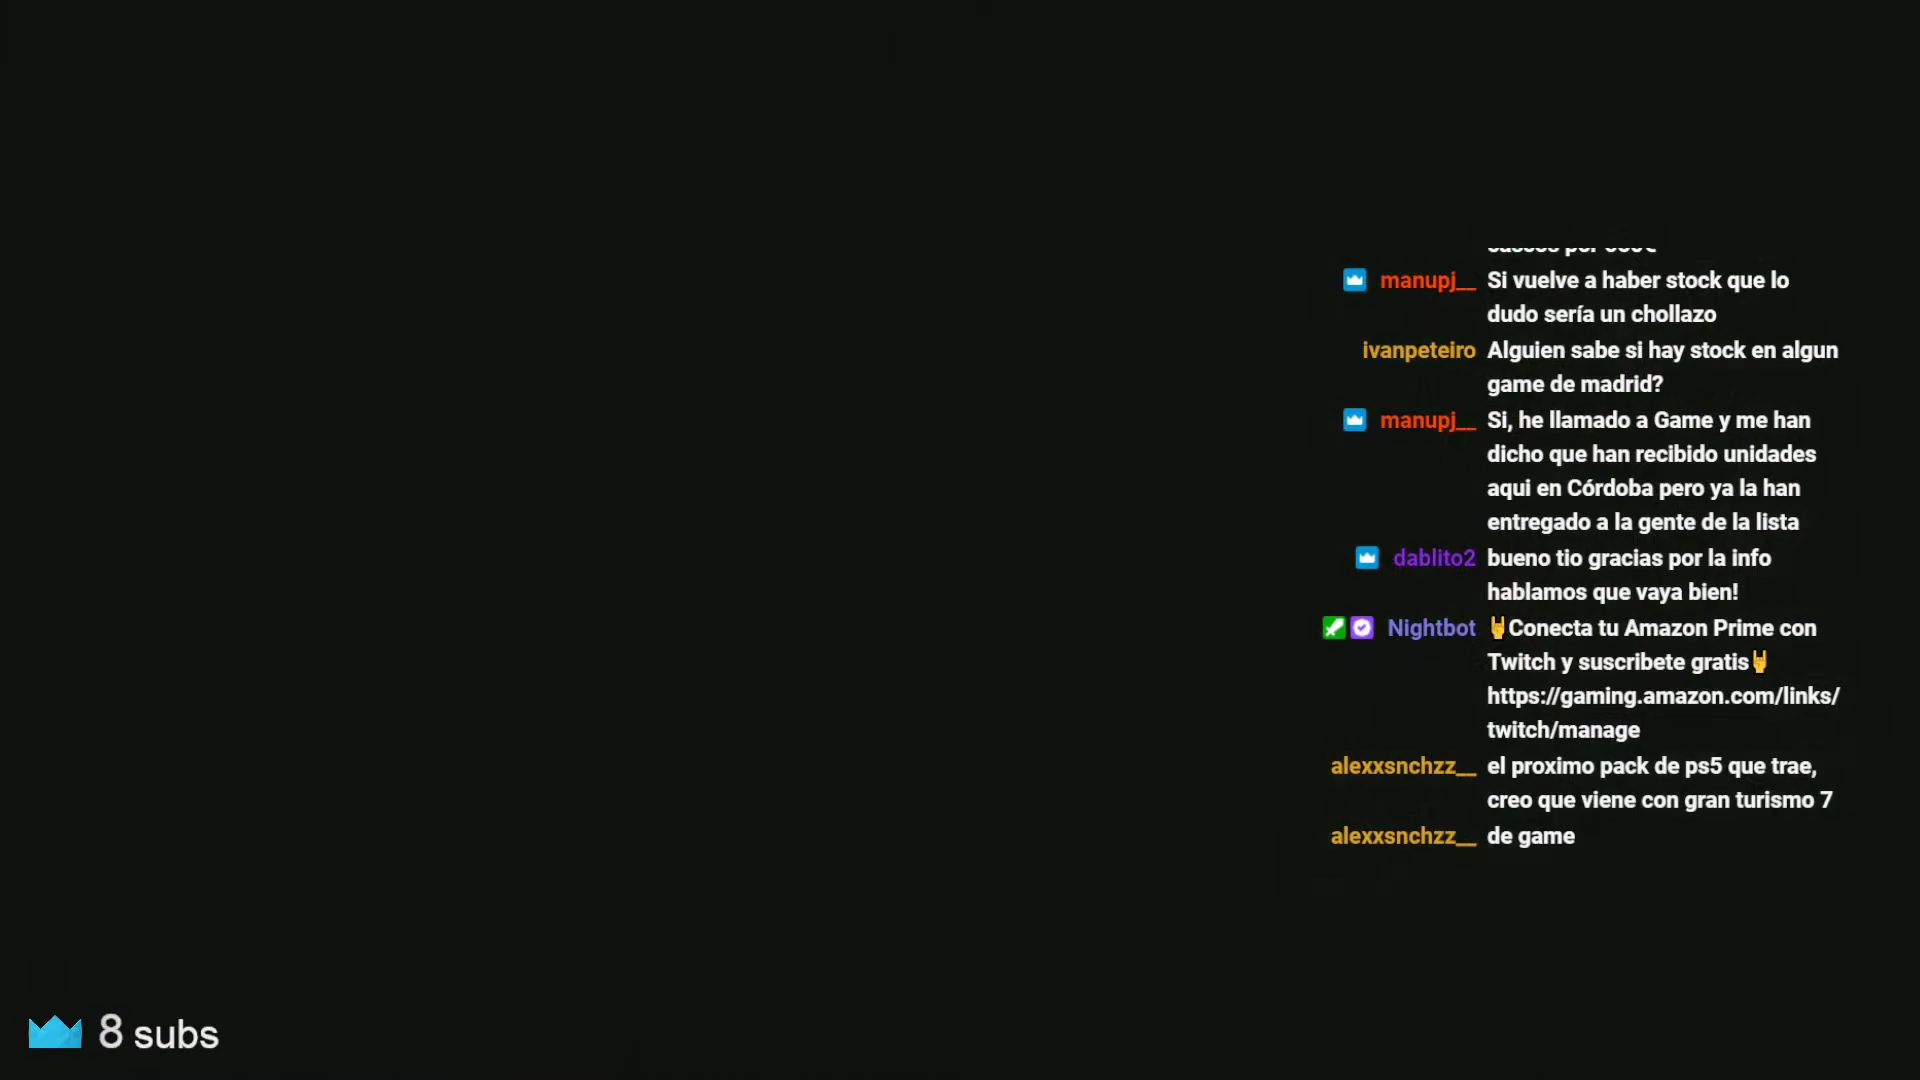 manupj__ Si vuelve a haber stock que lo
dudo sería un chollazo
ivanpeteiro Alguien sabe si hay stock en algun
game de madrid?
manupj__ Si, he llamado a Game y me han
dicho que han recibido unidades
aqui en Córdoba pero ya la han
entregado a la gente de la lista
dablito2 bueno tio gracias por la info
hablamos que vaya bien!
Nightbot 🤘Conecta tu Amazon Prime con
Twitch y suscribete gratis🤘
https://gaming.amazon.com/links/
twitch/manage
alexxsnchzz__ el proximo pack de ps5 que trae,
creo que viene con gran turismo 7
alexxsnchzz__ de game
8 subs